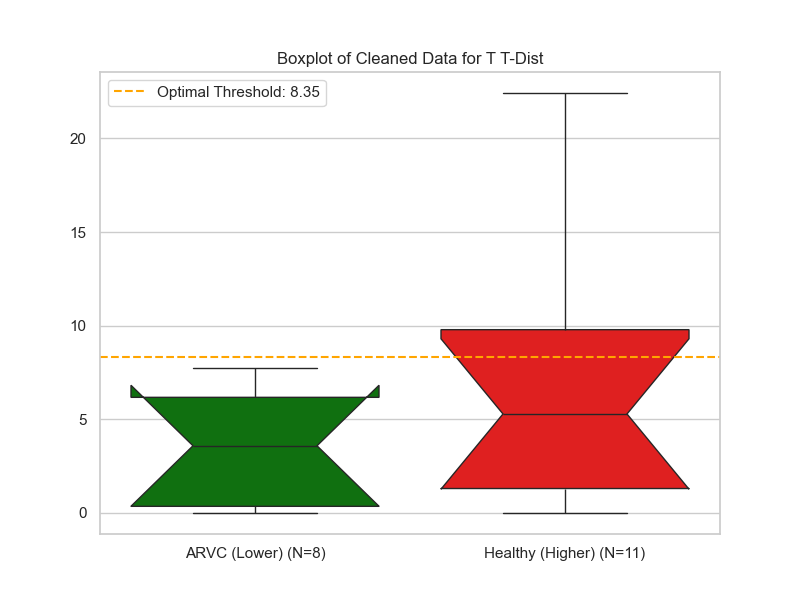 Boxplot of Cleaned Data for T T-Dist
Optimal Threshold: 8.35
20
15
10
5
0
ARVC (Lower) (N=8)
Healthy (Higher) (N=11)